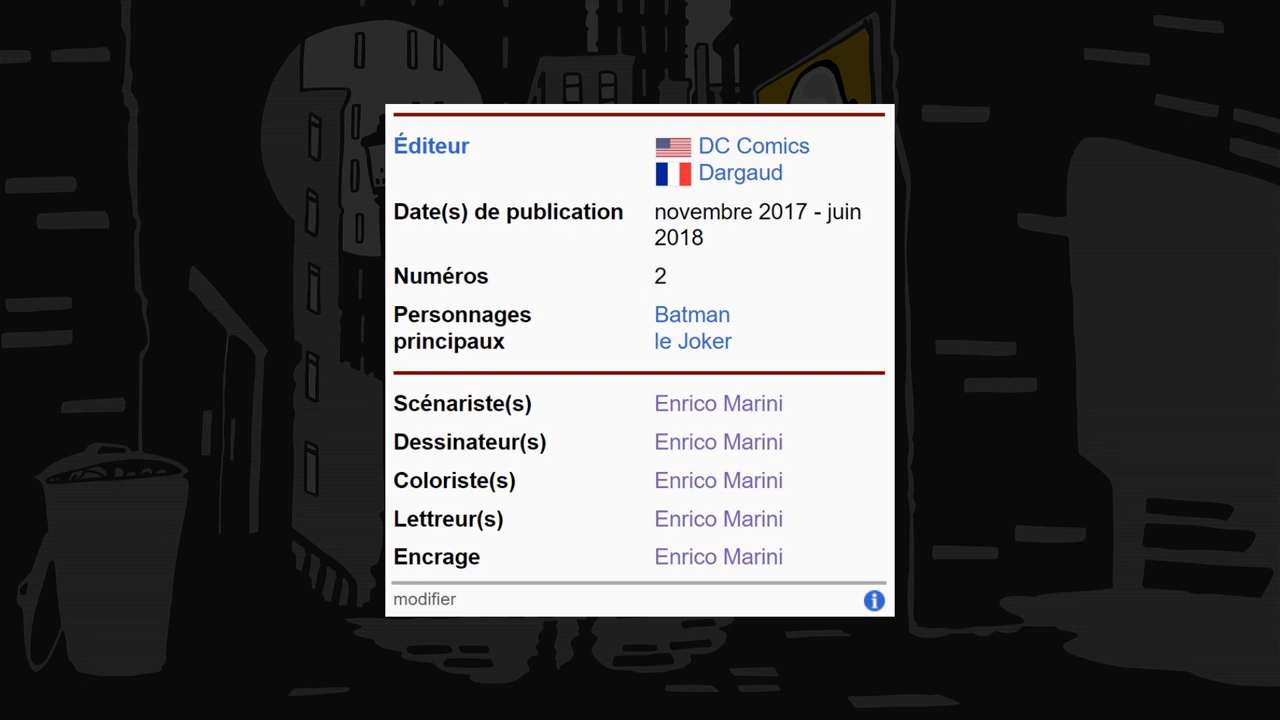 Éditeur DC Comics
Dargaud
Date(s) de publication novembre 2017 - juin
2018
Numéros 2
Personnages Batman
principaux le Joker
Scénariste(s) Enrico Marini
Dessinateur(s) Enrico Marini
Coloriste(s) Enrico Marini
Lettreur(s) Enrico Marini
Encrage Enrico Marini
modifier